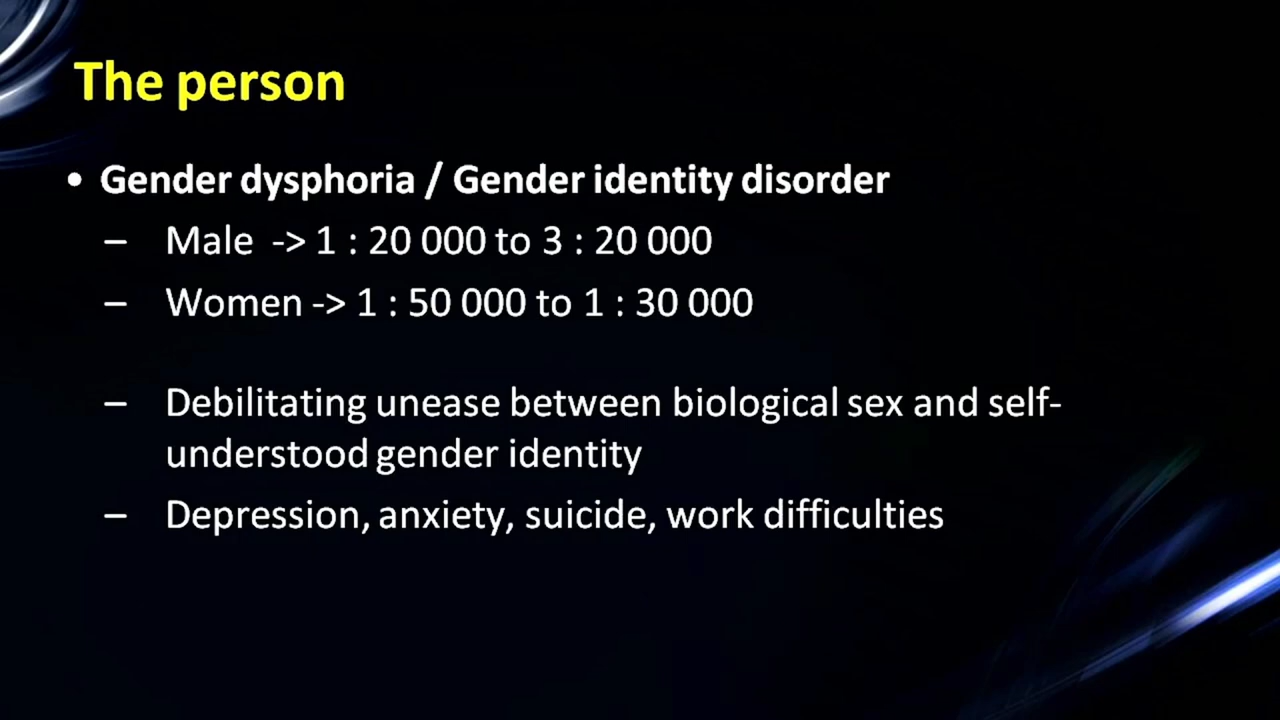 The person
• Gender dysphoria / Gender identity disorder
– Male -> 1 : 20 000 to 3 : 20 000
– Women -> 1 : 50 000 to 1 : 30 000
– Debilitating unease between biological sex and self-
understood gender identity
– Depression, anxiety, suicide, work difficulties